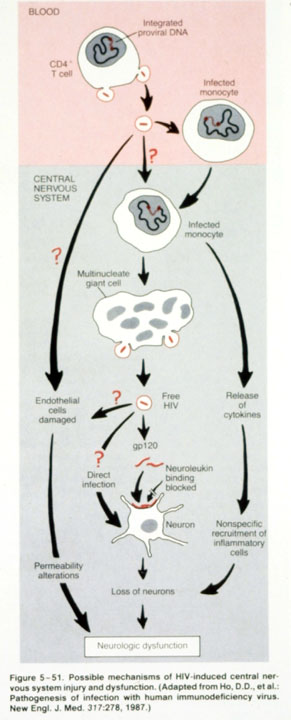 BLOOD
Integrated
proviral DNA
CD4+
T cell
Infected
monocyte
?
CENTRAL
NERVOUS
SYSTEM
Infected
monocyte
?
Multinucleate
giant cell
Endothelial
cells
damaged
?
Free
HIV
Release
of
cytokines
?
gp120
Direct
infection
Neuroleukin
binding
blocked
Neuron
Nonspecific
recruitment of
inflammatory
cells
Permeability
alterations
Loss of neurons
Neurologic dysfunction
Figure 5–51. Possible mechanisms of HIV-induced central ner-
vous system injury and dysfunction. (Adapted from Ho, D.D., et al.:
Pathogenesis of infection with human immunodeficiency virus.
New Engl. J. Med. 317:278, 1987.)